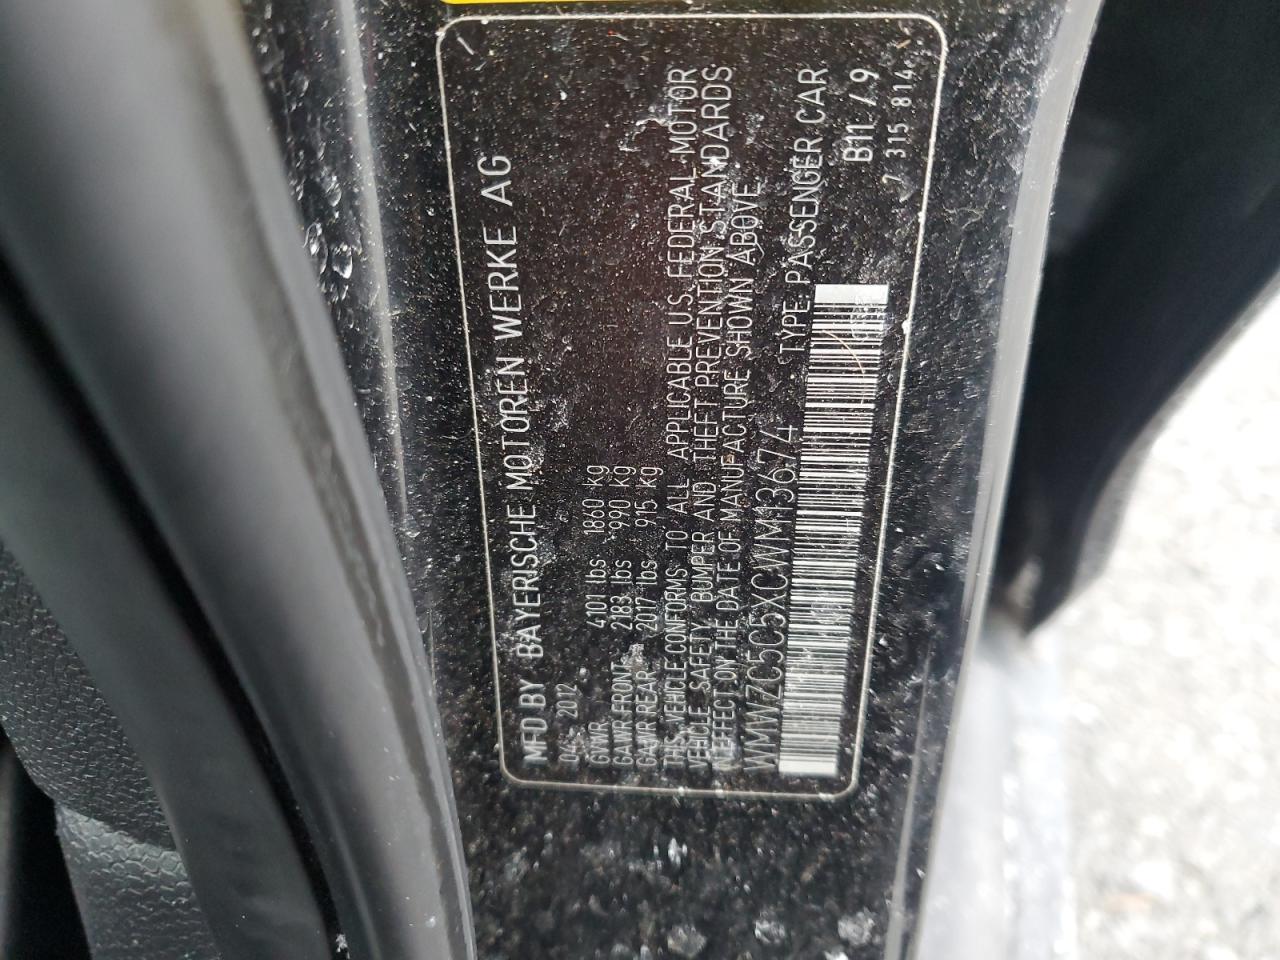 MFD BY BAYERISCHE MOTOREN WERKE AG
04 2012
GVWR 4101 lbs 1860 kg
GAWR FRONT 2183 lbs 990 kg
GAWR REAR 2017 lbs 915 kg
THIS VEHICLE CONFORMS TO ALL APPLICABLE U.S. FEDERAL MOTOR
VEHICLE SAFETY, BUMPER AND THEFT PREVENTION STANDARDS
IN EFFECT ON THE DATE OF MANUFACTURE SHOWN ABOVE
WMWZC5C5XCWM13674 TYPE: PASSENGER CAR
B11 / 9
7 315 814